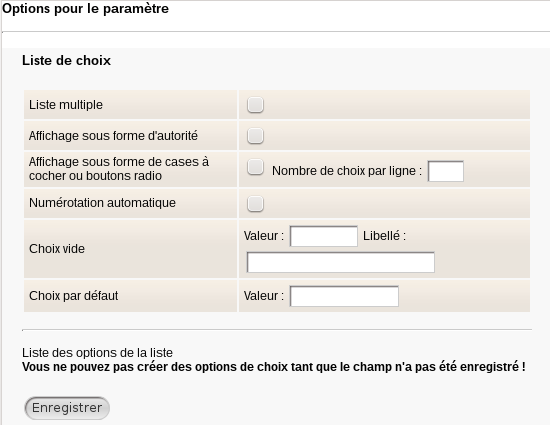 Options pour le paramètre
Liste de choix
Liste multiple
Affichage sous forme d'autorité
Affichage sous forme de cases à
cocher ou boutons radio
Nombre de choix par ligne :
Numérotation automatique
Choix vide
Valeur : Libellé :
Choix par défaut
Valeur :
Liste des options de la liste
Vous ne pouvez pas créer des options de choix tant que le champ n'a pas été enregistré !
Enregistrer